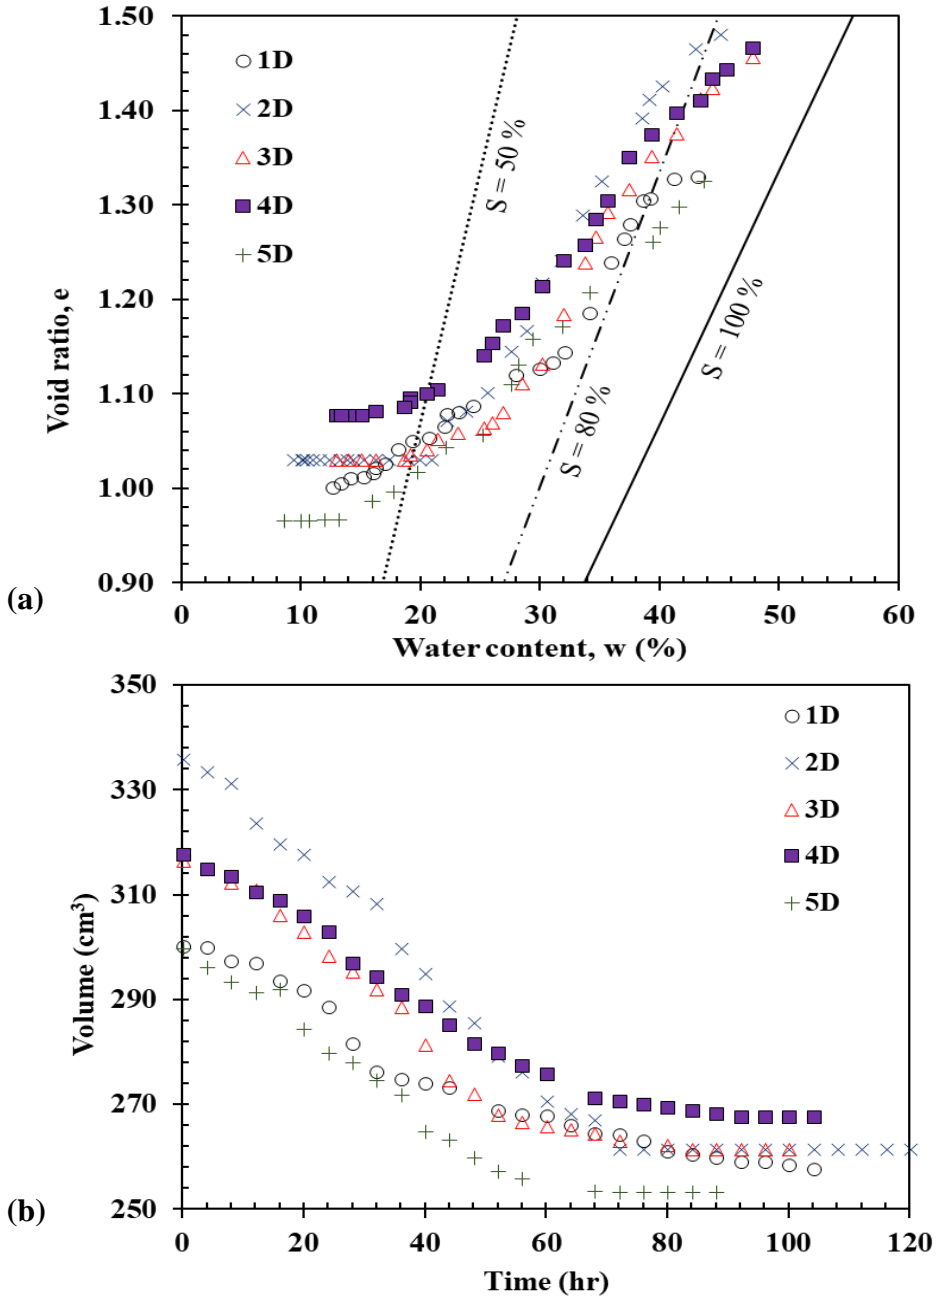 1.50
1D
2D
3D
4D
5D
1.40
1.30
1.20
1.10
1.00
0.90
Void ratio, e
S = 50 %
S = 80 %
S = 100 %
(a)
0 10 20 30 40 50 60
Water content, w (%)
350
1D
2D
3D
4D
5D
330
310
290
270
250
Volume (cm³)
(b)
0 20 40 60 80 100 120
Time (hr)